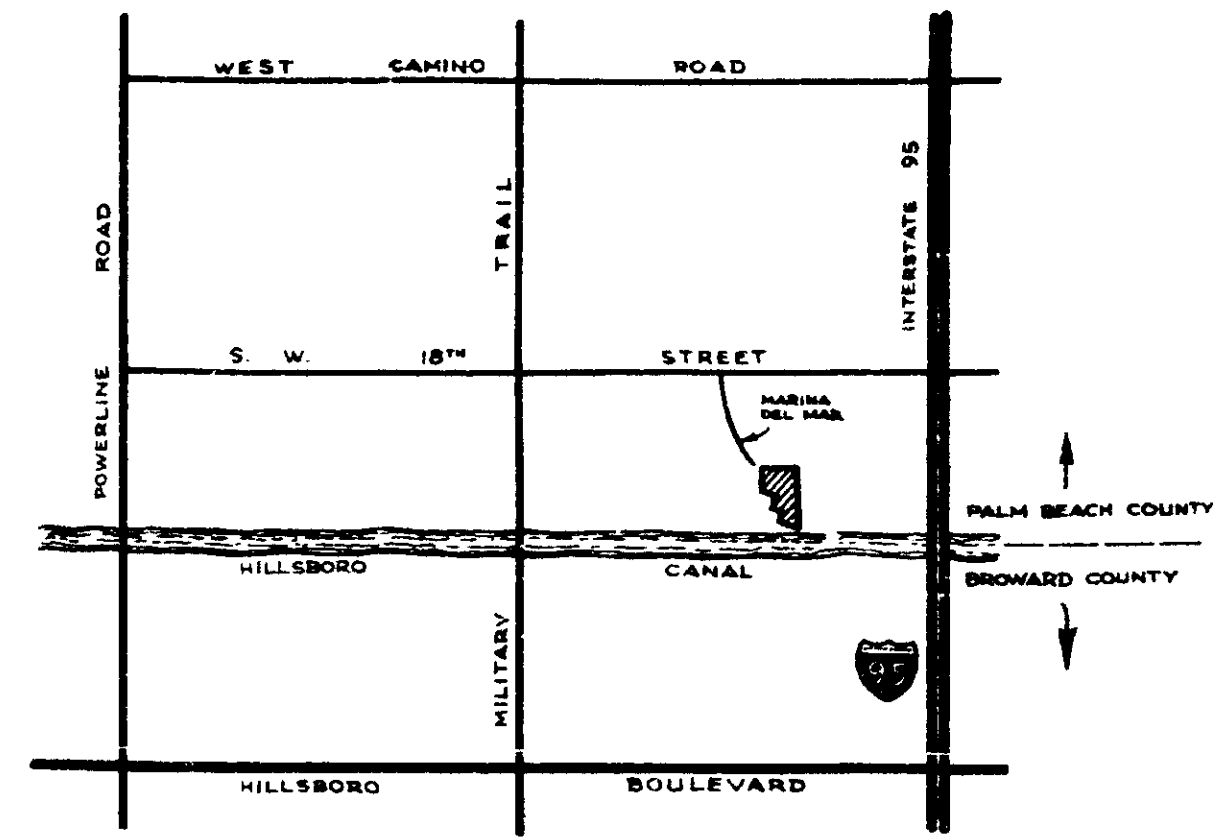 WEST CAMINO ROAD
INTERSTATE 95
POWERLINE ROAD
MILITARY TRAIL
S. W. 18TH STREET
MARINA
DEL MAR
PALM BEACH COUNTY
HILLSBORO CANAL
BROWARD COUNTY
95
HILLSBORO BOULEVARD